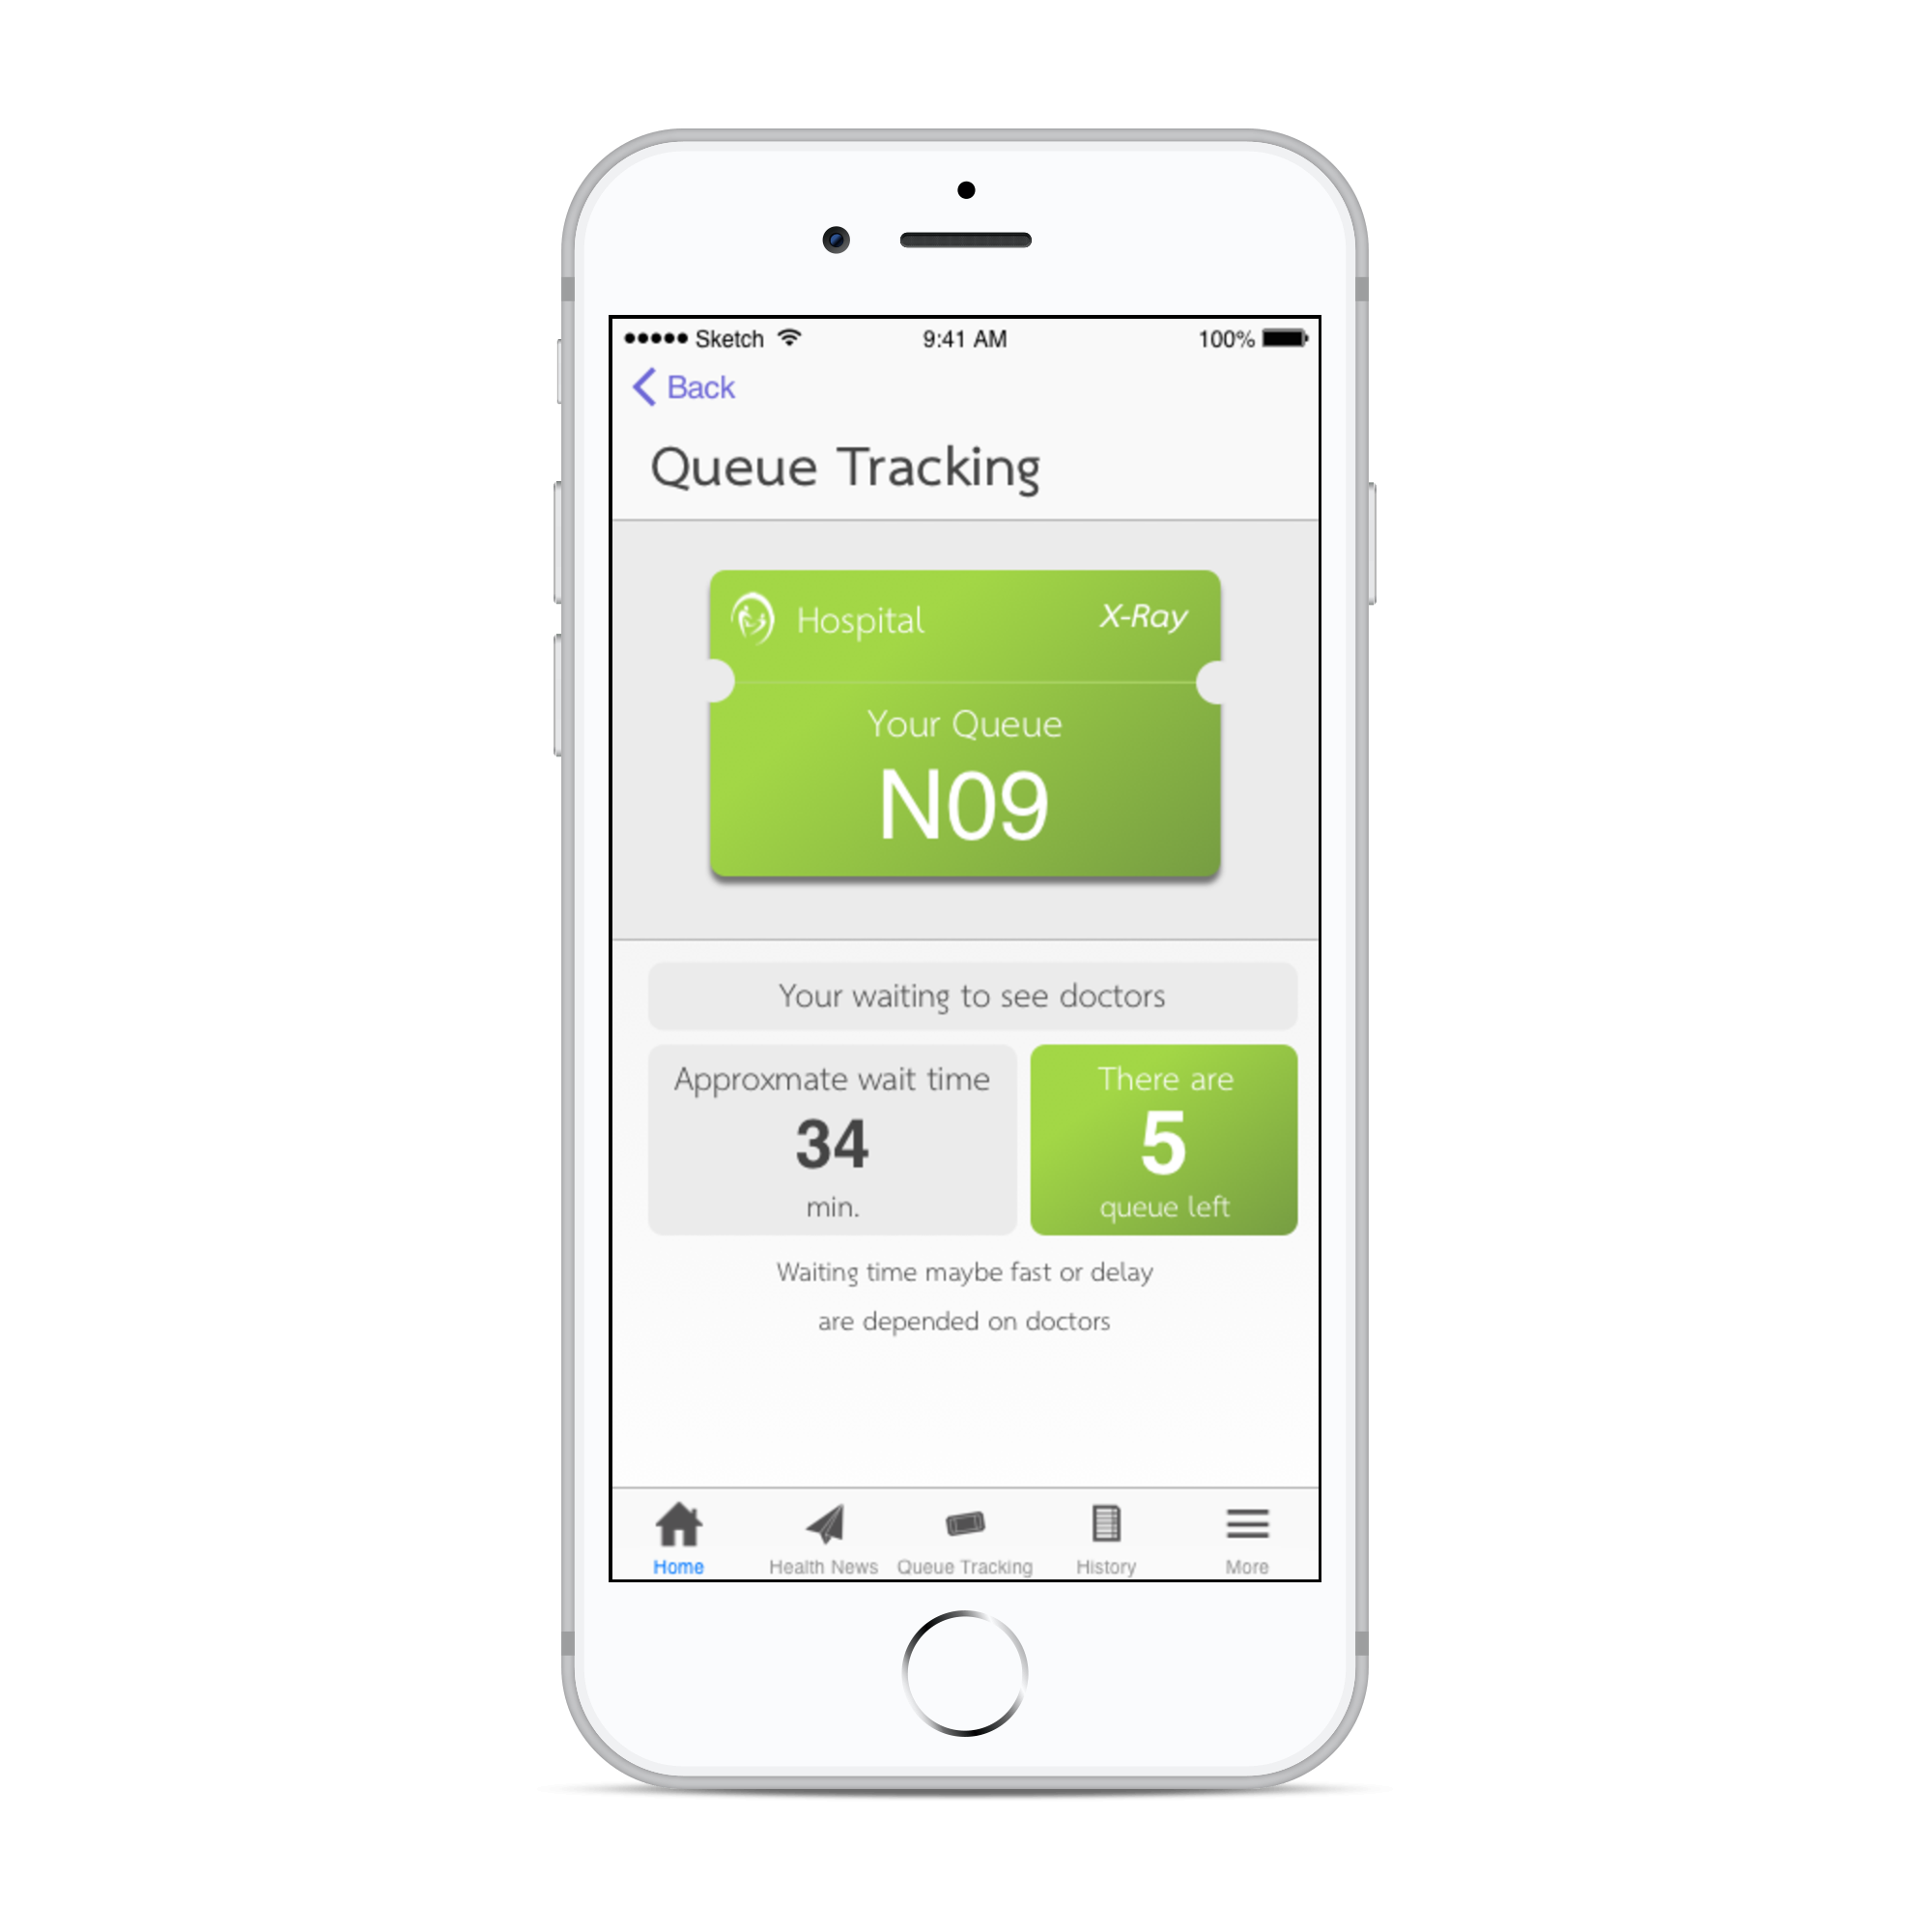 Sketch 9:41 AM 100%
Back
Queue Tracking
Hospital X-Ray
Your Queue
N09
Your waiting to see doctors
Approxmate wait time
34
min.
There are
5
queue left
Waiting time maybe fast or delay
are depended on doctors
Home Health News Queue Tracking History More